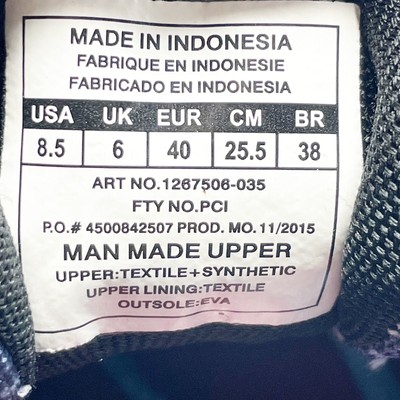 MADE IN INDONESIA
FABRIQUE EN INDONESIE
FABRICADO EN INDONESIA
USA UK EUR CM BR
8.5 6 40 25.5 38
ART NO.1267506-035
FTY NO.PCI
P.O.# 4500842507 PROD. MO. 11/2015
MAN MADE UPPER
UPPER:TEXTILE+SYNTHETIC
UPPER LINING:TEXTILE
OUTSOLE:EVA